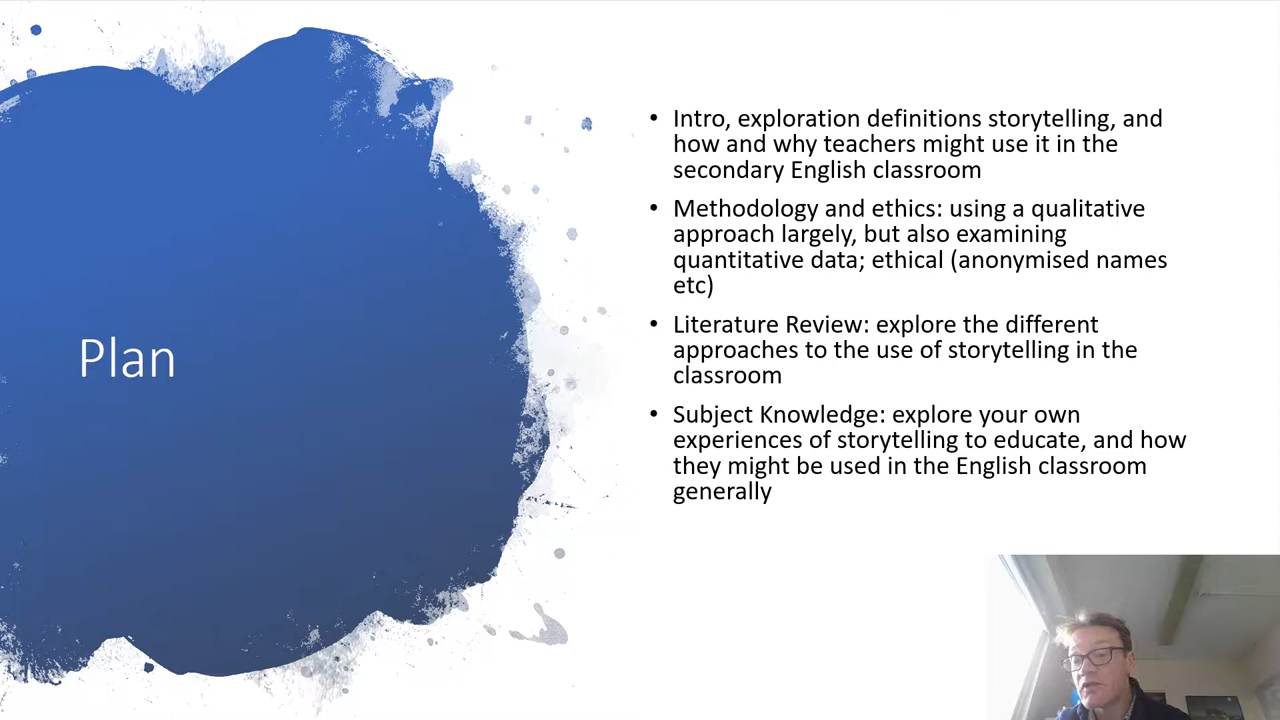 Plan
• Intro, exploration definitions storytelling, and
how and why teachers might use it in the
secondary English classroom
• Methodology and ethics: using a qualitative
approach largely, but also examining
quantitative data; ethical (anonymised names
etc)
• Literature Review: explore the different
approaches to the use of storytelling in the
classroom
• Subject Knowledge: explore your own
experiences of storytelling to educate, and how
they might be used in the English classroom
generally